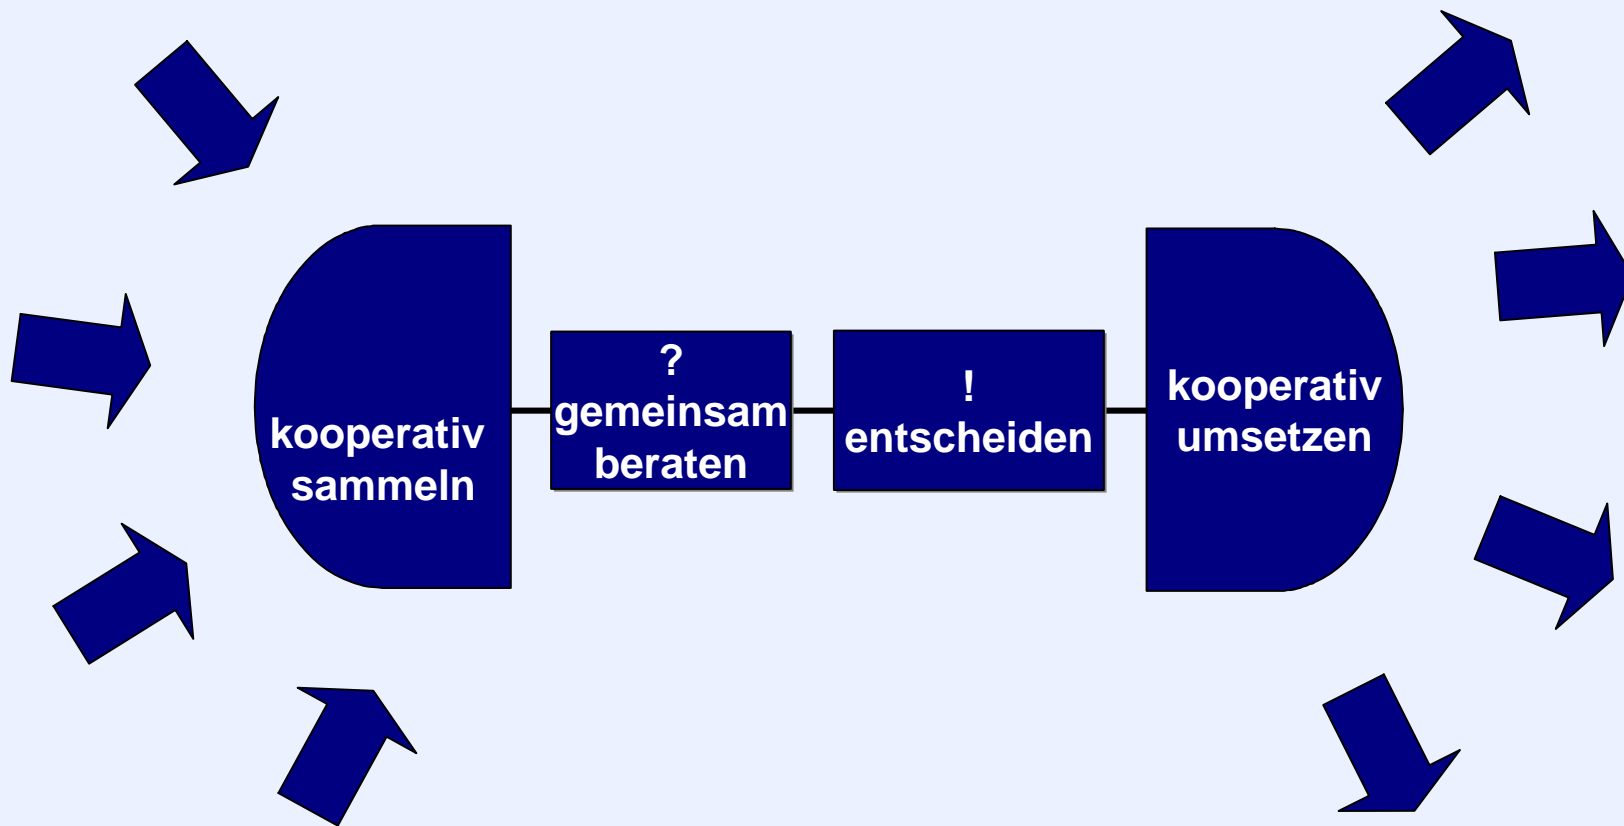 kooperativ
sammeln
?
gemeinsam
beraten
!
entscheiden
kooperativ
umsetzen